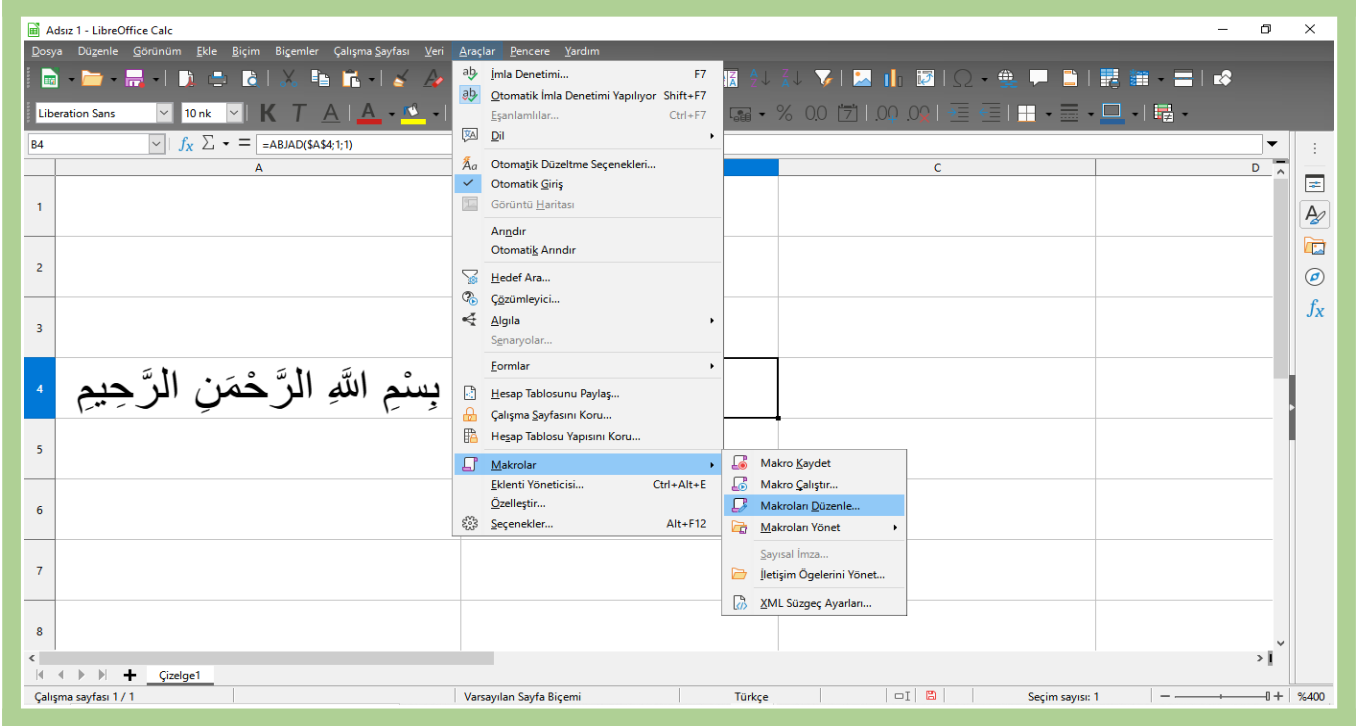 Adsız 1 - LibreOffice Calc
Dosya Düzenle Görünüm Ekle Biçim Biçemler Çalışma Sayfası Veri Araçlar Pencere Yardım
Liberation Sans 10 nk K T A A % 0,0 7 .00 .00
B4 fx Σ = =ABJAD($A$4;1;1)
A C D
1
2
3
4 بِسْمِ اللَّهِ الرَّحْمَنِ الرَّحِيمِ
5
6
7
8
İmla Denetimi... F7
Otomatik İmla Denetimi Yapılıyor Shift+F7
Eşanlamlılar... Ctrl+F7
Dil
Otomatik Düzeltme Seçenekleri...
Otomatik Giriş
Görüntü Haritası
Arındır
Otomatik Arındır
Hedef Ara...
Çözümleyici...
Algıla
Senaryolar...
Formlar
Hesap Tablosunu Paylaş...
Çalışma Sayfasını Koru...
Hesap Tablosu Yapısını Koru...
Makrolar
Eklenti Yöneticisi... Ctrl+Alt+E
Özelleştir...
Seçenekler... Alt+F12
Makro Kaydet
Makro Çalıştır...
Makroları Düzenle...
Makroları Yönet
Sayısal İmza...
İletişim Ögelerini Yönet...
XML Süzgeç Ayarları...
Çizelge1
Çalışma sayfası 1 / 1 Varsayılan Sayfa Biçemi Türkçe Seçim sayısı: 1 %400